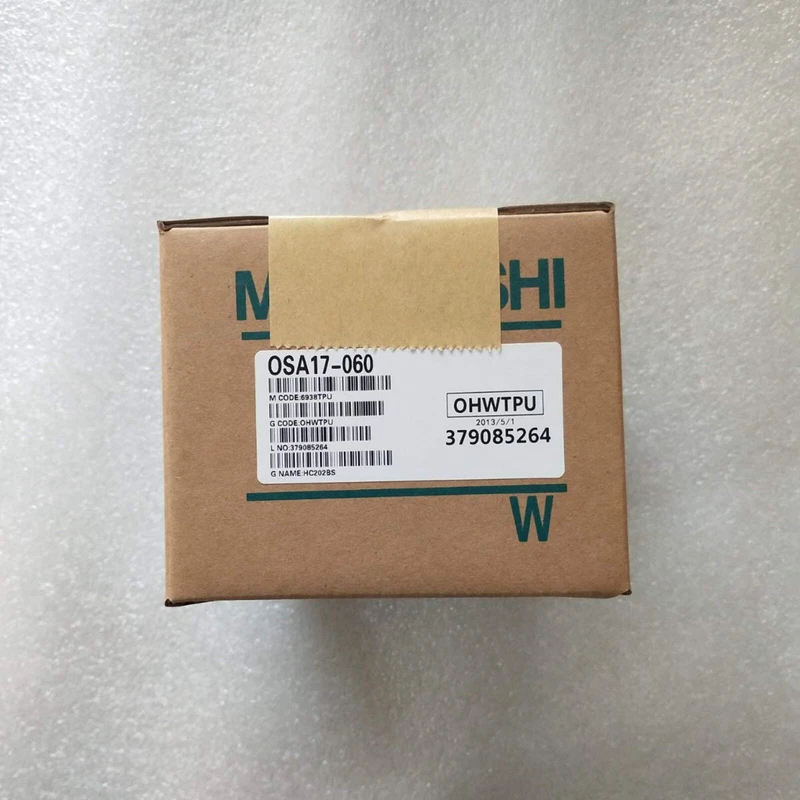 M SHI
OSA17-060
M CODE:6938TPU
G CODE:OHWTPU
L NO:379085264
G NAME:HC202BS
OHWTPU
2013/5/1
379085264
W